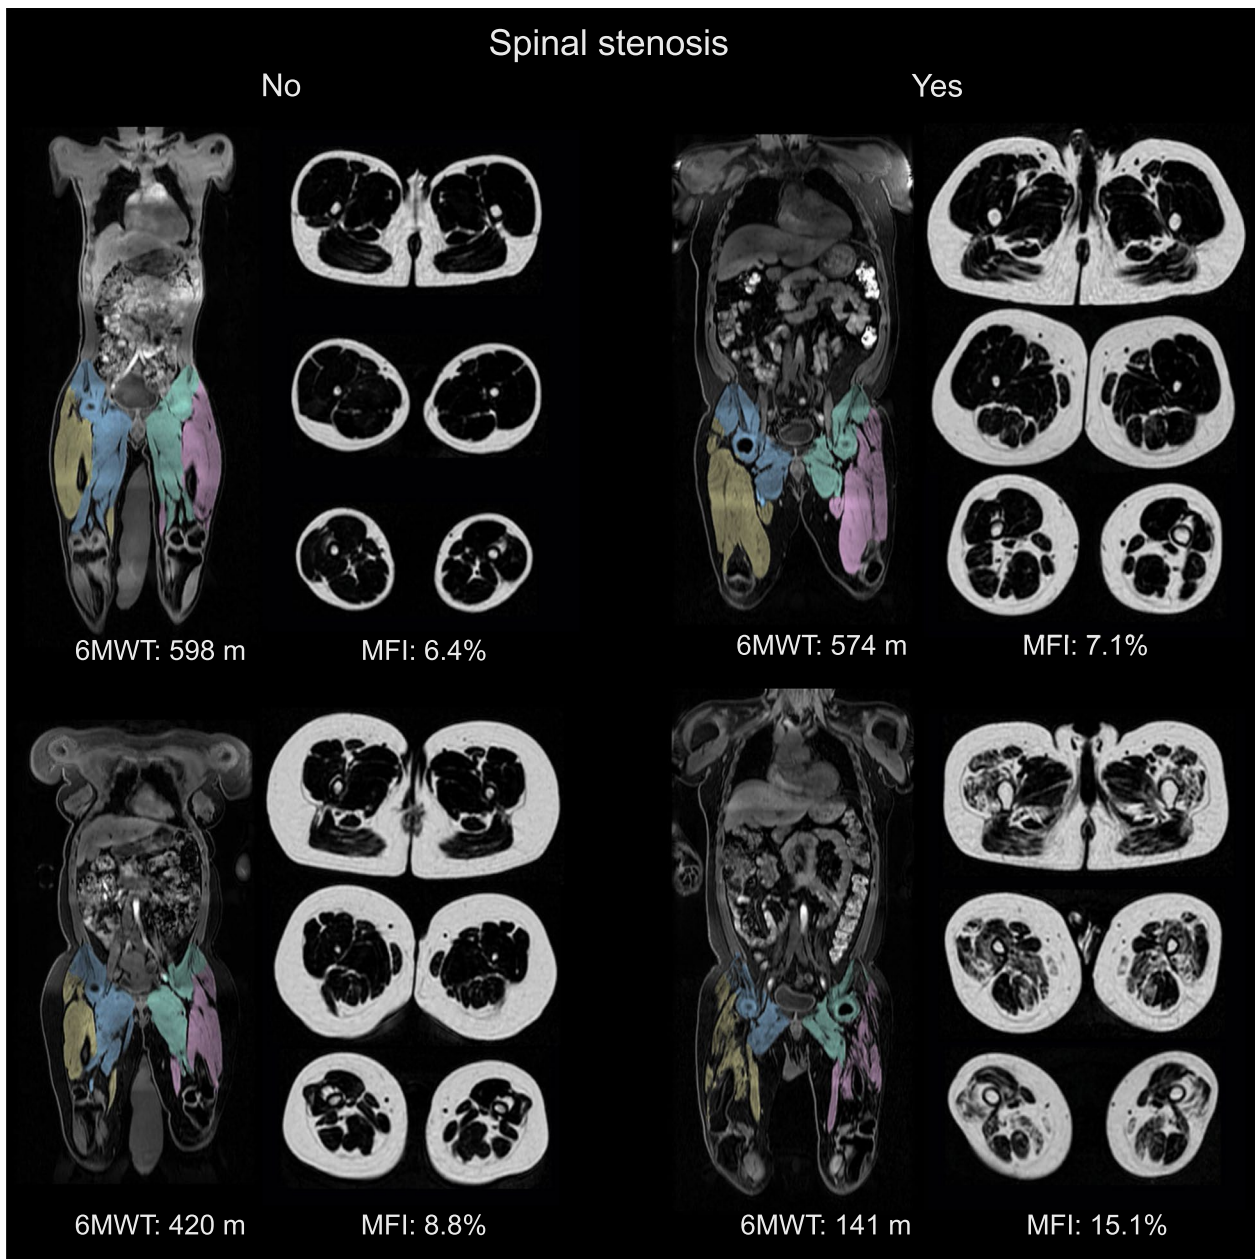 Spinal stenosis
No
Yes
6MWT: 598 m
MFI: 6.4%
6MWT: 574 m
MFI: 7.1%
6MWT: 420 m
MFI: 8.8%
6MWT: 141 m
MFI: 15.1%